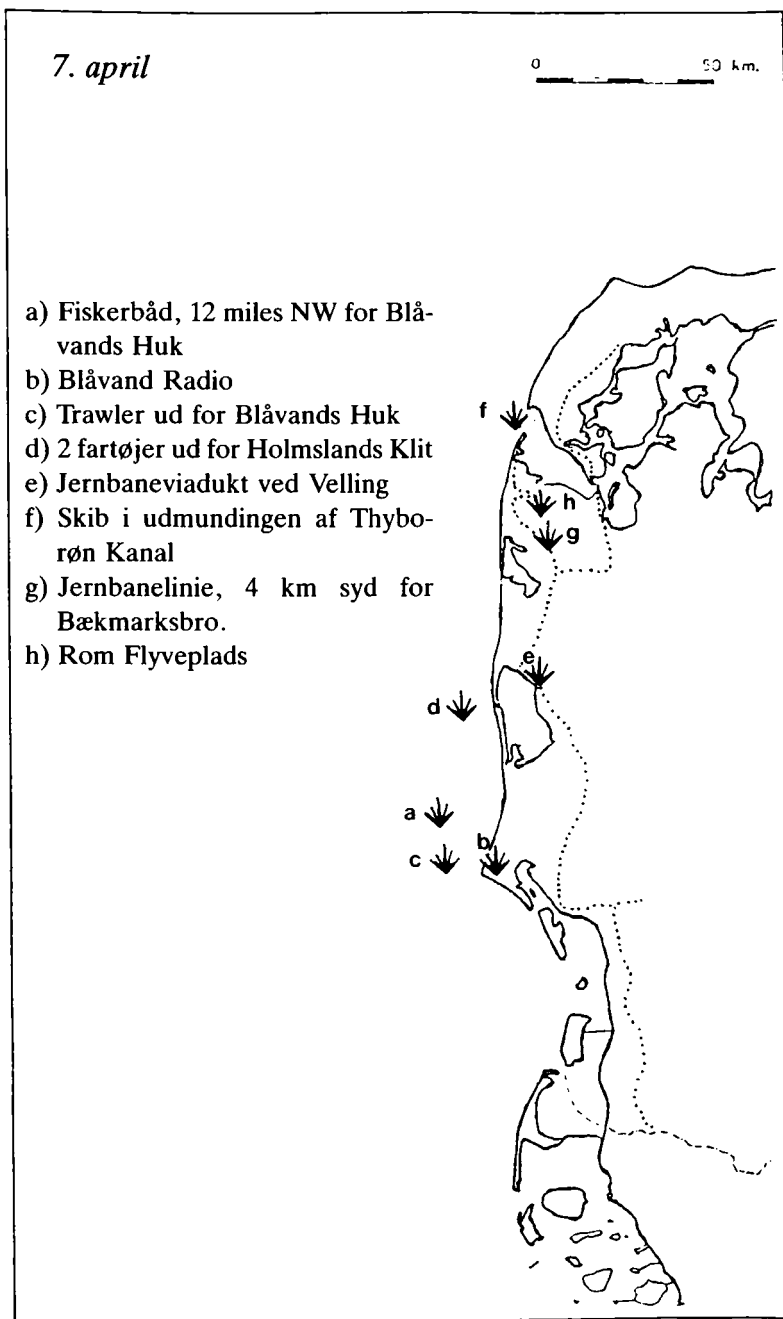 7. april
0 50 km.
a) Fiskerbåd, 12 miles NW for Blå-
vands Huk
b) Blåvand Radio
c) Trawler ud for Blåvands Huk
d) 2 fartøjer ud for Holmslands Klit
e) Jernbaneviadukt ved Velling
f) Skib i udmundingen af Thybo-
røn Kanal
g) Jernbanelinie, 4 km syd for
Bækmarksbro.
h) Rom Flyveplads
f
h
g
e
d
a
b
c